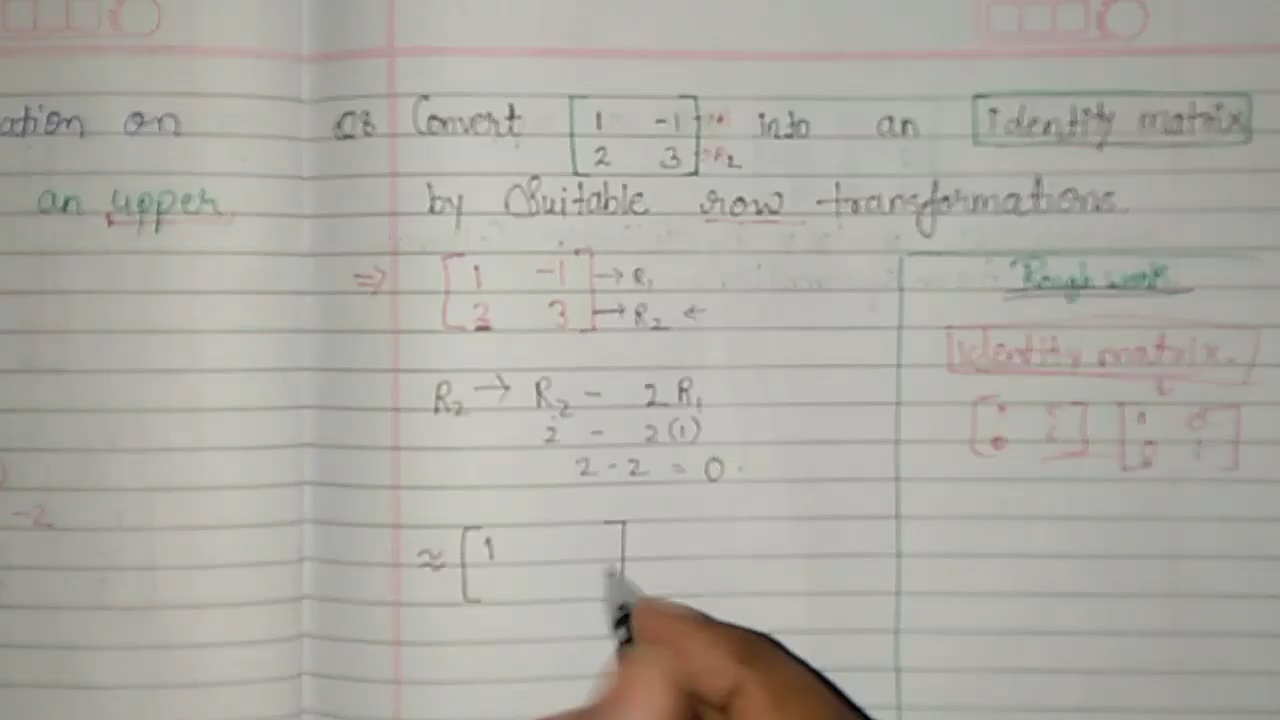 ation on
an upper
-2
Q3 Convert [ 1 -1 ] into an identity matrix
[ 2 3 ] R2
by Suitable row transformations.
⇒ [ 1 -1 ] → R1
[ 2 3 ] → R2 ←
R2 → R2 - 2R1
2 - 2(1)
2 - 2 = 0
≈ [ 1 ]
Rough work
identity matrix.